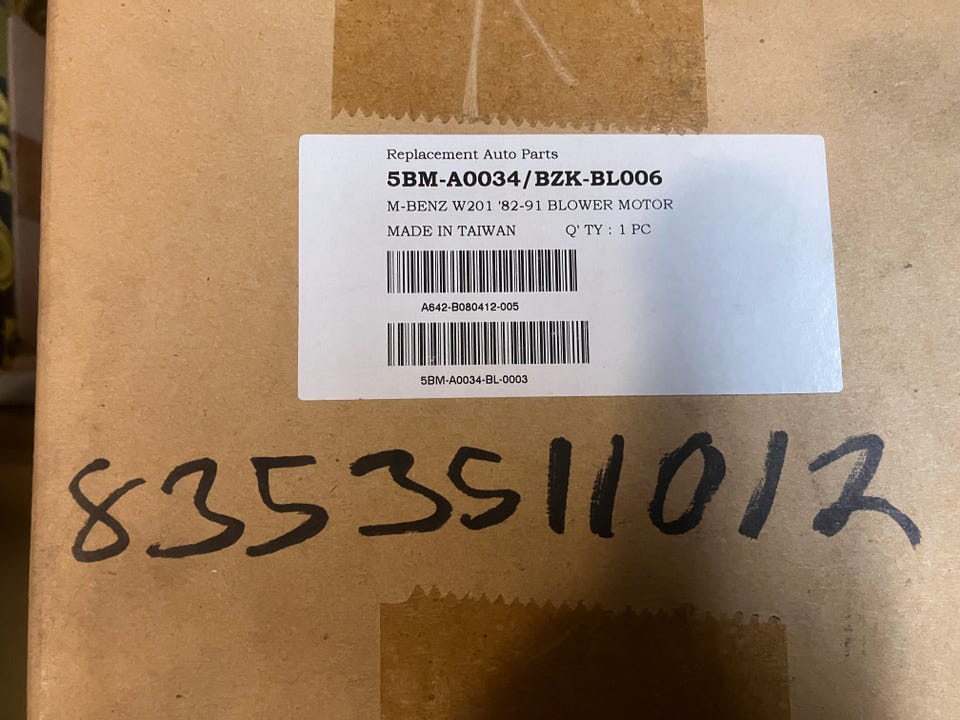 Replacement Auto Parts
5BM-A0034/BZK-BL006
M-BENZ W201 '82-91 BLOWER MOTOR
MADE IN TAIWAN Q' TY : 1 PC
A642-B080412-005
5BM-A0034-BL-0003
8353511012